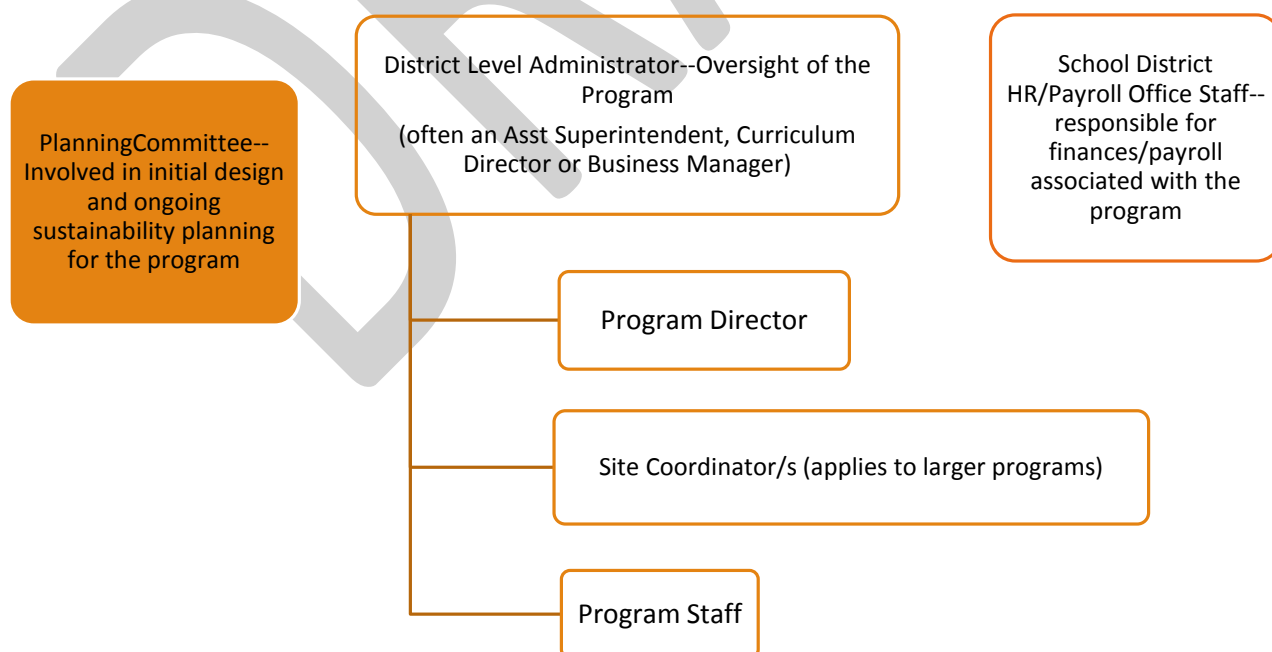 PlanningCommittee--
Involved in initial design
and ongoing
sustainability planning
for the program
District Level Administrator--Oversight of the
Program
(often an Asst Superintendent, Curriculum
Director or Business Manager)
School District
HR/Payroll Office Staff--
responsible for
finances/payroll
associated with the
program
Program Director
Site Coordinator/s (applies to larger programs)
Program Staff